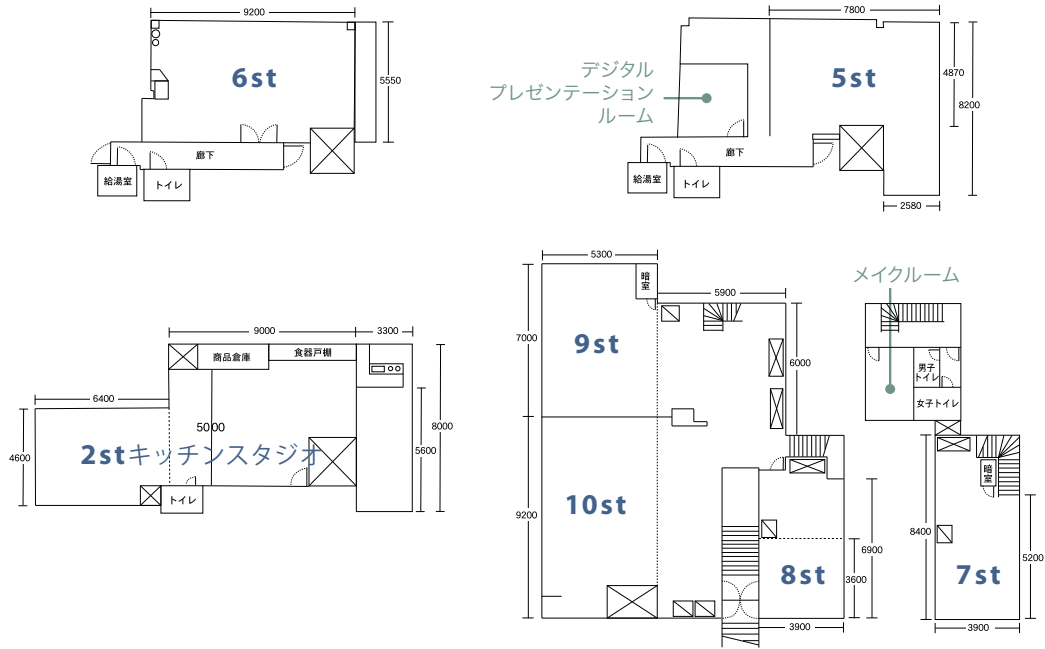 9200
6st
5550
廊下
給湯室
トイレ
7800
デジタル
プレゼンテーション
ルーム
5st
4870
8200
廊下
給湯室
トイレ
2580
9000
3300
商品倉庫
食器戸棚
6400
5000
2stキッチンスタジオ
4600
5600
8000
トイレ
5300
暗室
5900
7000
9st
6000
10st
9200
8st
6900
3600
3900
メイクルーム
男子
トイレ
女子トイレ
暗室
8400
7st
5200
3900